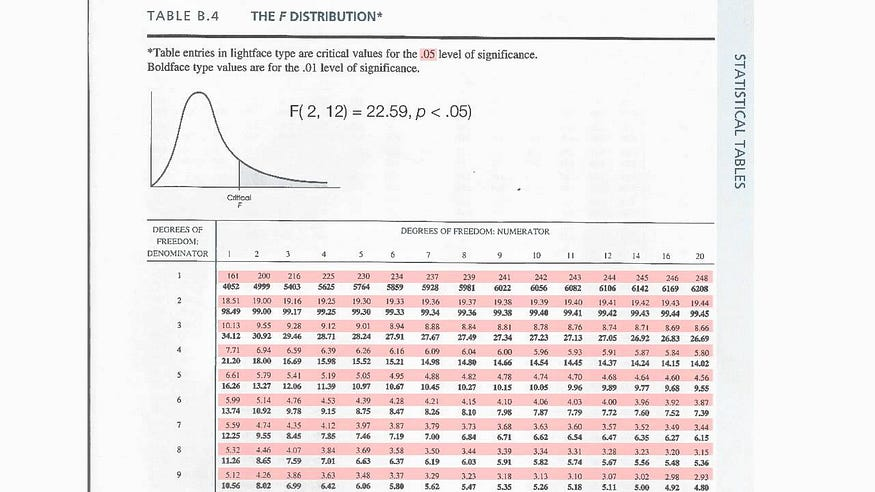 TABLE B.4 THE F DISTRIBUTION*
*Table entries in lightface type are critical values for the .05 level of significance.
Boldface type values are for the .01 level of significance.
F( 2, 12) = 22.59, p < .05)
Critical
F
STATISTICAL TABLES
DEGREES OF
FREEDOM:
DENOMINATOR
DEGREES OF FREEDOM: NUMERATOR
1 2 3 4 5 6 7 8 9 10 11 12 14 16 20
1 161 200 216 225 230 234 237 239 241 242 243 244 245 246 248
4052 4999 5403 5625 5764 5859 5928 5981 6022 6056 6082 6106 6142 6169 6208
2 18.51 19.00 19.16 19.25 19.30 19.33 19.36 19.37 19.38 19.39 19.40 19.41 19.42 19.43 19.44
98.49 99.00 99.17 99.25 99.30 99.33 99.34 99.36 99.38 99.40 99.41 99.42 99.43 99.44 99.45
3 10.13 9.55 9.28 9.12 9.01 8.94 8.88 8.84 8.81 8.78 8.76 8.74 8.71 8.69 8.66
34.12 30.92 29.46 28.71 28.24 27.91 27.67 27.49 27.34 27.23 27.13 27.05 26.92 26.83 26.69
4 7.71 6.94 6.59 6.39 6.26 6.16 6.09 6.04 6.00 5.96 5.93 5.91 5.87 5.84 5.80
21.20 18.00 16.69 15.98 15.52 15.21 14.98 14.80 14.66 14.54 14.45 14.37 14.24 14.15 14.02
5 6.61 5.79 5.41 5.19 5.05 4.95 4.88 4.82 4.78 4.74 4.70 4.68 4.64 4.60 4.56
16.26 13.27 12.06 11.39 10.97 10.67 10.45 10.27 10.15 10.05 9.96 9.89 9.77 9.68 9.55
6 5.99 5.14 4.76 4.53 4.39 4.28 4.21 4.15 4.10 4.06 4.03 4.00 3.96 3.92 3.87
13.74 10.92 9.78 9.15 8.75 8.47 8.26 8.10 7.98 7.87 7.79 7.72 7.60 7.52 7.39
7 5.59 4.74 4.35 4.12 3.97 3.87 3.79 3.73 3.68 3.63 3.60 3.57 3.52 3.49 3.44
12.25 9.55 8.45 7.85 7.46 7.19 7.00 6.84 6.71 6.62 6.54 6.47 6.35 6.27 6.15
8 5.32 4.46 4.07 3.84 3.69 3.58 3.50 3.44 3.39 3.34 3.31 3.28 3.23 3.20 3.15
11.26 8.65 7.59 7.01 6.63 6.37 6.19 6.03 5.91 5.82 5.74 5.67 5.56 5.48 5.36
9 5.12 4.26 3.86 3.63 3.48 3.37 3.29 3.23 3.18 3.13 3.10 3.07 3.02 2.98 2.93
10.56 8.02 6.99 6.42 6.06 5.80 5.62 5.47 5.35 5.26 5.18 5.11 5.00 4.92 4.80